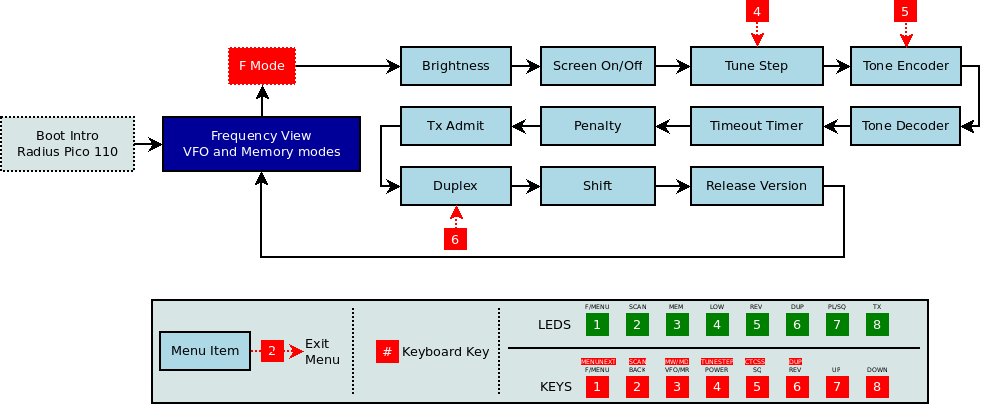 4
5
F Mode
Brightness
Screen On/Off
Tune Step
Tone Encoder
Boot Intro
Radius Pico 110
Frequency View
VFO and Memory modes
Tx Admit
Penalty
Timeout Timer
Tone Decoder
Duplex
Shift
Release Version
6
Menu Item
2
Exit
Menu
# Keyboard Key
F/MENU SCAN MEM LOW REV DUP PL/SQ TX
LEDS 1 2 3 4 5 6 7 8
MENUNEXT SCAN MW/MD TUNESTEP CTCSS DUP
F/MENU BACK VFO/MR POWER SQ REV UP DOWN
KEYS 1 2 3 4 5 6 7 8